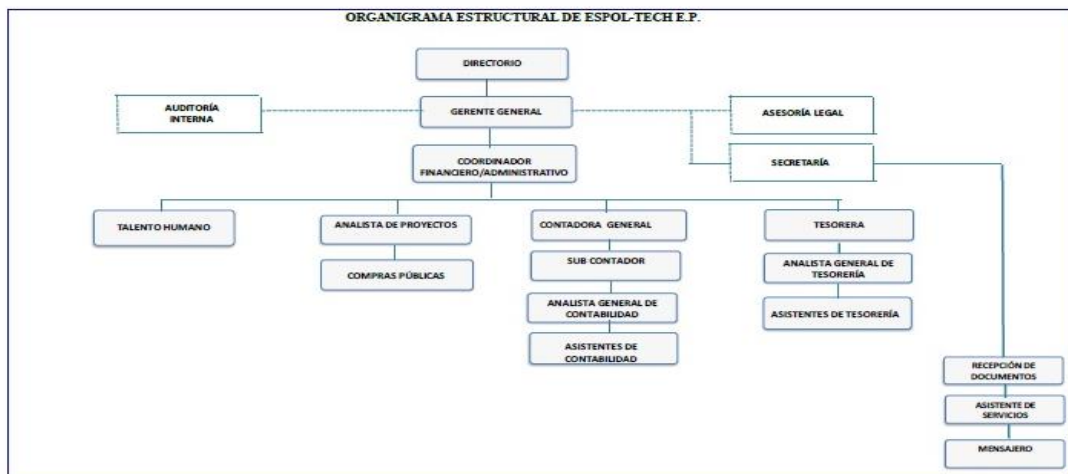 ORGANIGRAMA ESTRUCTURAL DE ESPOL-TECH E.P.
DIRECTORIO
AUDITORÍA
INTERNA
GERENTE GENERAL
ASESORÍA LEGAL
SECRETARÍA
COORDINADOR
FINANCIERO/ADMINISTRATIVO
TALENTO HUMANO
ANALISTA DE PROYECTOS
CONTADORA GENERAL
TESORERA
COMPRAS PÚBLICAS
SUB CONTADOR
ANALISTA GENERAL DE
TESORERÍA
ANALISTA GENERAL DE
CONTABILIDAD
ASISTENTES DE TESORERÍA
ASISTENTES DE
CONTABILIDAD
RECEPCIÓN DE
DOCUMENTOS
ASISTENTE DE
SERVICIOS
MENSAJERO